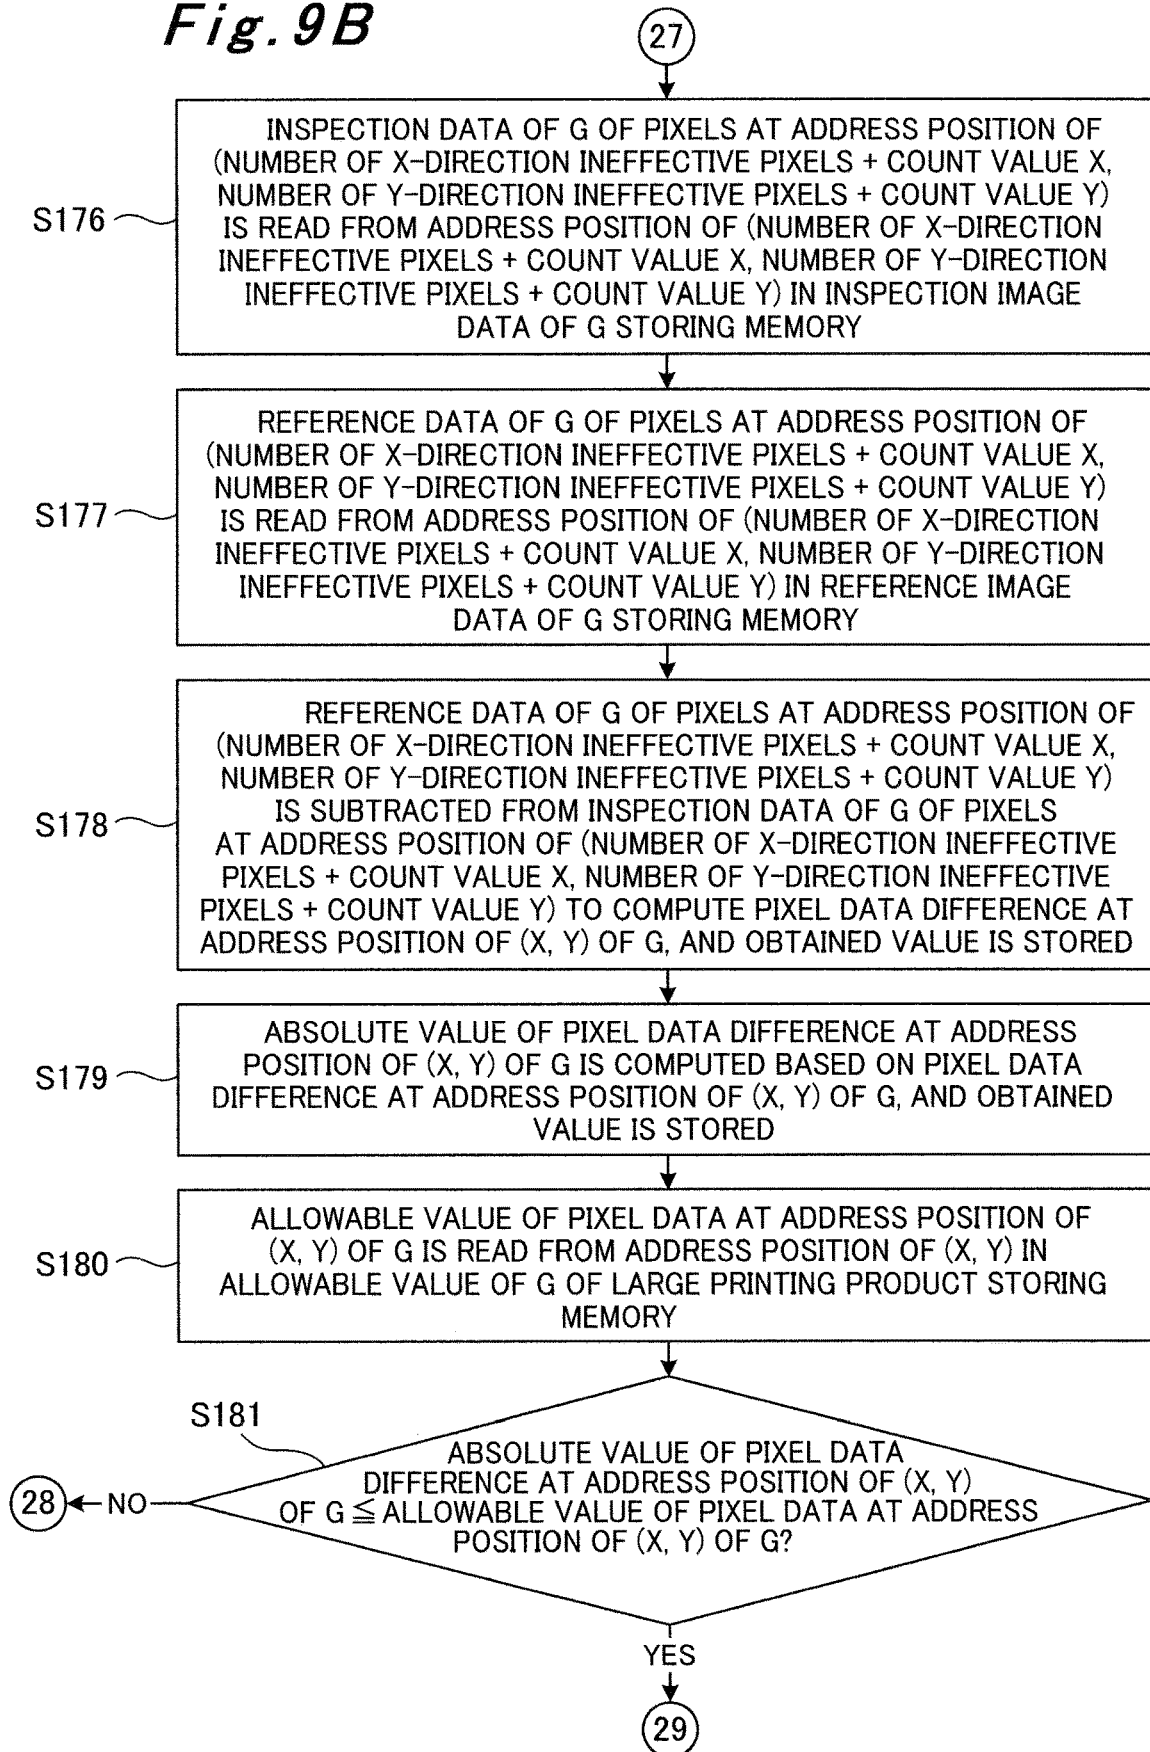 Fig. 9B
27
INSPECTION DATA OF G OF PIXELS AT ADDRESS POSITION OF
(NUMBER OF X-DIRECTION INEFFECTIVE PIXELS + COUNT VALUE X,
NUMBER OF Y-DIRECTION INEFFECTIVE PIXELS + COUNT VALUE Y)
IS READ FROM ADDRESS POSITION OF (NUMBER OF X-DIRECTION
INEFFECTIVE PIXELS + COUNT VALUE X, NUMBER OF Y-DIRECTION
INEFFECTIVE PIXELS + COUNT VALUE Y) IN INSPECTION IMAGE
DATA OF G STORING MEMORY
S176
REFERENCE DATA OF G OF PIXELS AT ADDRESS POSITION OF
(NUMBER OF X-DIRECTION INEFFECTIVE PIXELS + COUNT VALUE X,
NUMBER OF Y-DIRECTION INEFFECTIVE PIXELS + COUNT VALUE Y)
IS READ FROM ADDRESS POSITION OF (NUMBER OF X-DIRECTION
INEFFECTIVE PIXELS + COUNT VALUE X, NUMBER OF Y-DIRECTION
INEFFECTIVE PIXELS + COUNT VALUE Y) IN REFERENCE IMAGE
DATA OF G STORING MEMORY
S177
REFERENCE DATA OF G OF PIXELS AT ADDRESS POSITION OF
(NUMBER OF X-DIRECTION INEFFECTIVE PIXELS + COUNT VALUE X,
NUMBER OF Y-DIRECTION INEFFECTIVE PIXELS + COUNT VALUE Y)
IS SUBTRACTED FROM INSPECTION DATA OF G OF PIXELS
AT ADDRESS POSITION OF (NUMBER OF X-DIRECTION INEFFECTIVE
PIXELS + COUNT VALUE X, NUMBER OF Y-DIRECTION INEFFECTIVE
PIXELS + COUNT VALUE Y) TO COMPUTE PIXEL DATA DIFFERENCE AT
ADDRESS POSITION OF (X, Y) OF G, AND OBTAINED VALUE IS STORED
S178
ABSOLUTE VALUE OF PIXEL DATA DIFFERENCE AT ADDRESS
POSITION OF (X, Y) OF G IS COMPUTED BASED ON PIXEL DATA
DIFFERENCE AT ADDRESS POSITION OF (X, Y) OF G, AND OBTAINED
VALUE IS STORED
S179
ALLOWABLE VALUE OF PIXEL DATA AT ADDRESS POSITION OF
(X, Y) OF G IS READ FROM ADDRESS POSITION OF (X, Y) IN
ALLOWABLE VALUE OF G OF LARGE PRINTING PRODUCT STORING
MEMORY
S180
S181
ABSOLUTE VALUE OF PIXEL DATA
DIFFERENCE AT ADDRESS POSITION OF (X, Y)
OF G ≦ ALLOWABLE VALUE OF PIXEL DATA AT ADDRESS
POSITION OF (X, Y) OF G?
28
NO
YES
29